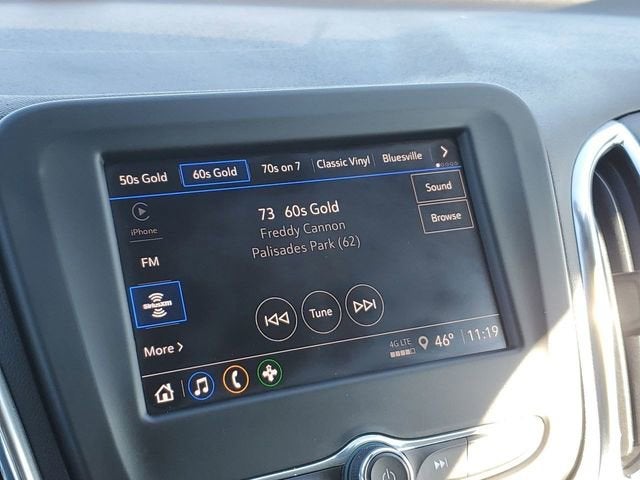 50s Gold 60s Gold 70s on 7 Classic Vinyl Bluesville >
iPhone
73 60s Gold
Freddy Cannon
Palisades Park (62)
Sound
Browse
FM
SiriusXM
Tune
More >
4G LTE 46° 11:19